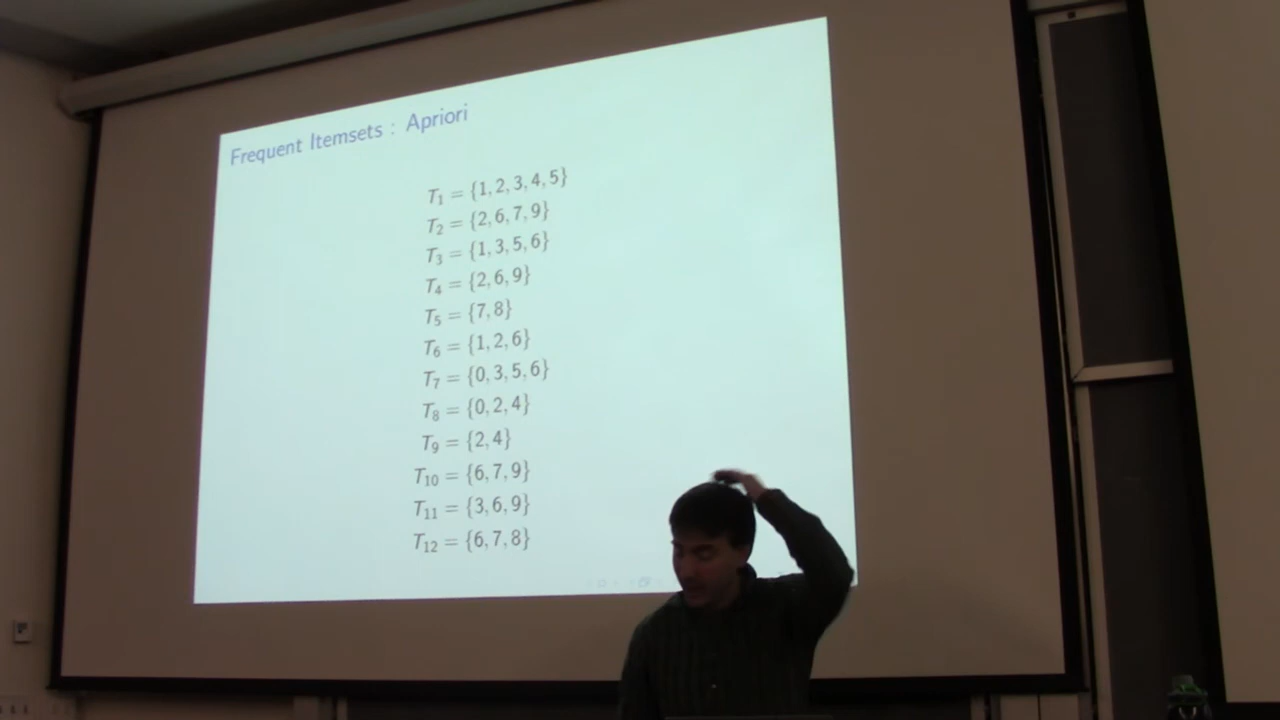 Frequent Itemsets : Apriori
T₁ = {1, 2, 3, 4, 5}
T₂ = {2, 6, 7, 9}
T₃ = {1, 3, 5, 6}
T₄ = {2, 6, 9}
T₅ = {7, 8}
T₆ = {1, 2, 6}
T₇ = {0, 3, 5, 6}
T₈ = {0, 2, 4}
T₉ = {2, 4}
T₁₀ = {6, 7, 9}
T₁₁ = {3, 6, 9}
T₁₂ = {6, 7, 8}